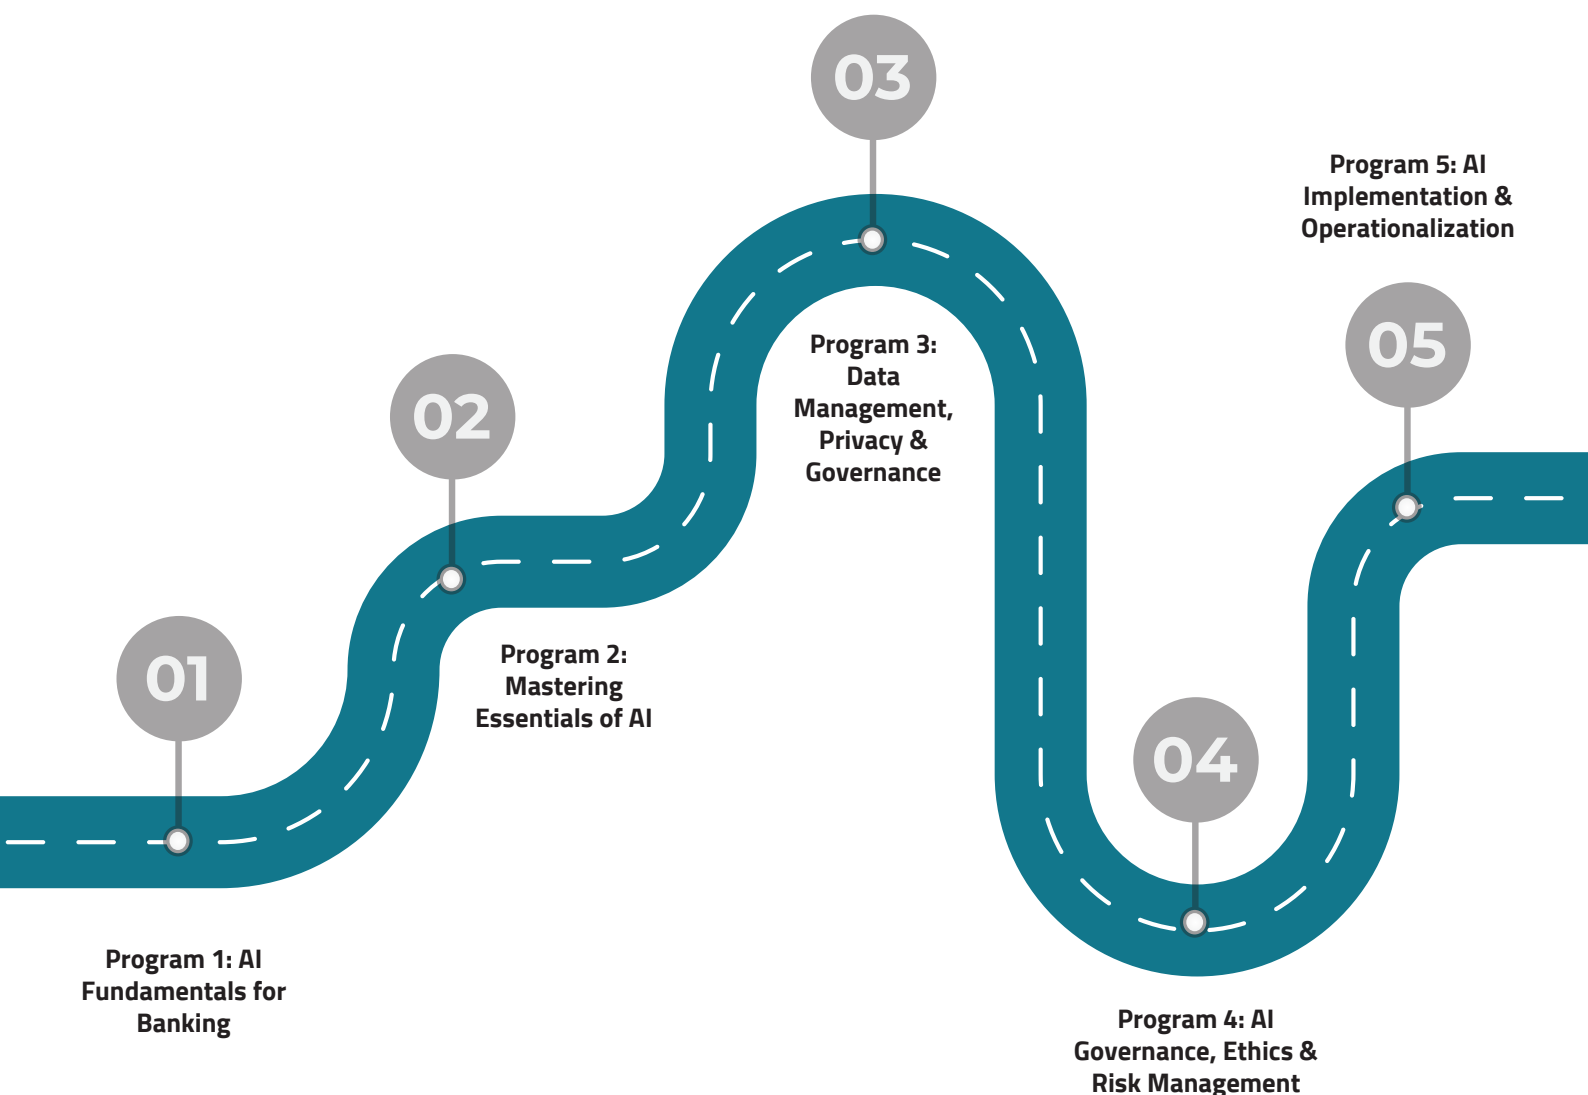 01
Program 1: AI
Fundamentals for
Banking
02
Program 2:
Mastering
Essentials of AI
03
Program 3:
Data
Management,
Privacy &
Governance
04
Program 4: AI
Governance, Ethics &
Risk Management
Program 5: AI
Implementation &
Operationalization
05